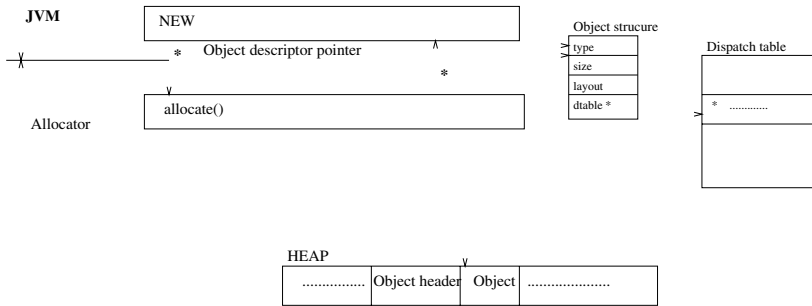 JVM
NEW
* Object descriptor pointer
*
Allocator
allocate()
Object strucure
type
size
layout
dtable *
Dispatch table
* .............
HEAP
................ Object header Object .....................